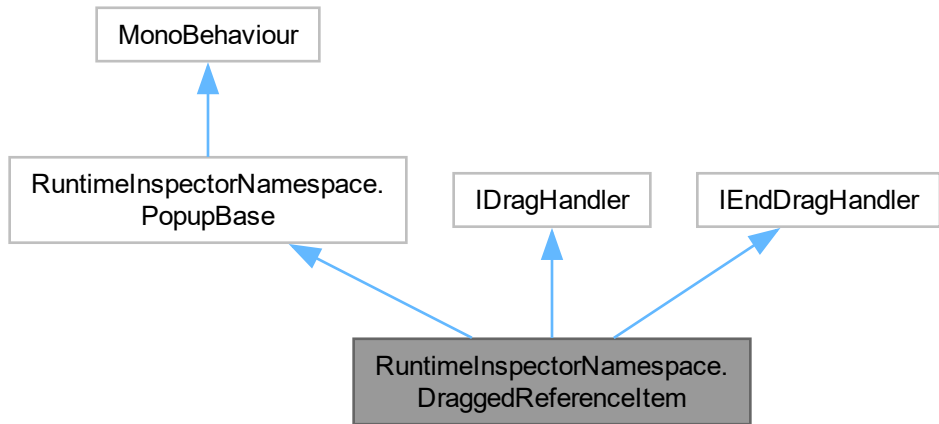 MonoBehaviour
RuntimeInspectorNamespace.
PopupBase
IDragHandler
IEndDragHandler
RuntimeInspectorNamespace.
DraggedReferenceItem